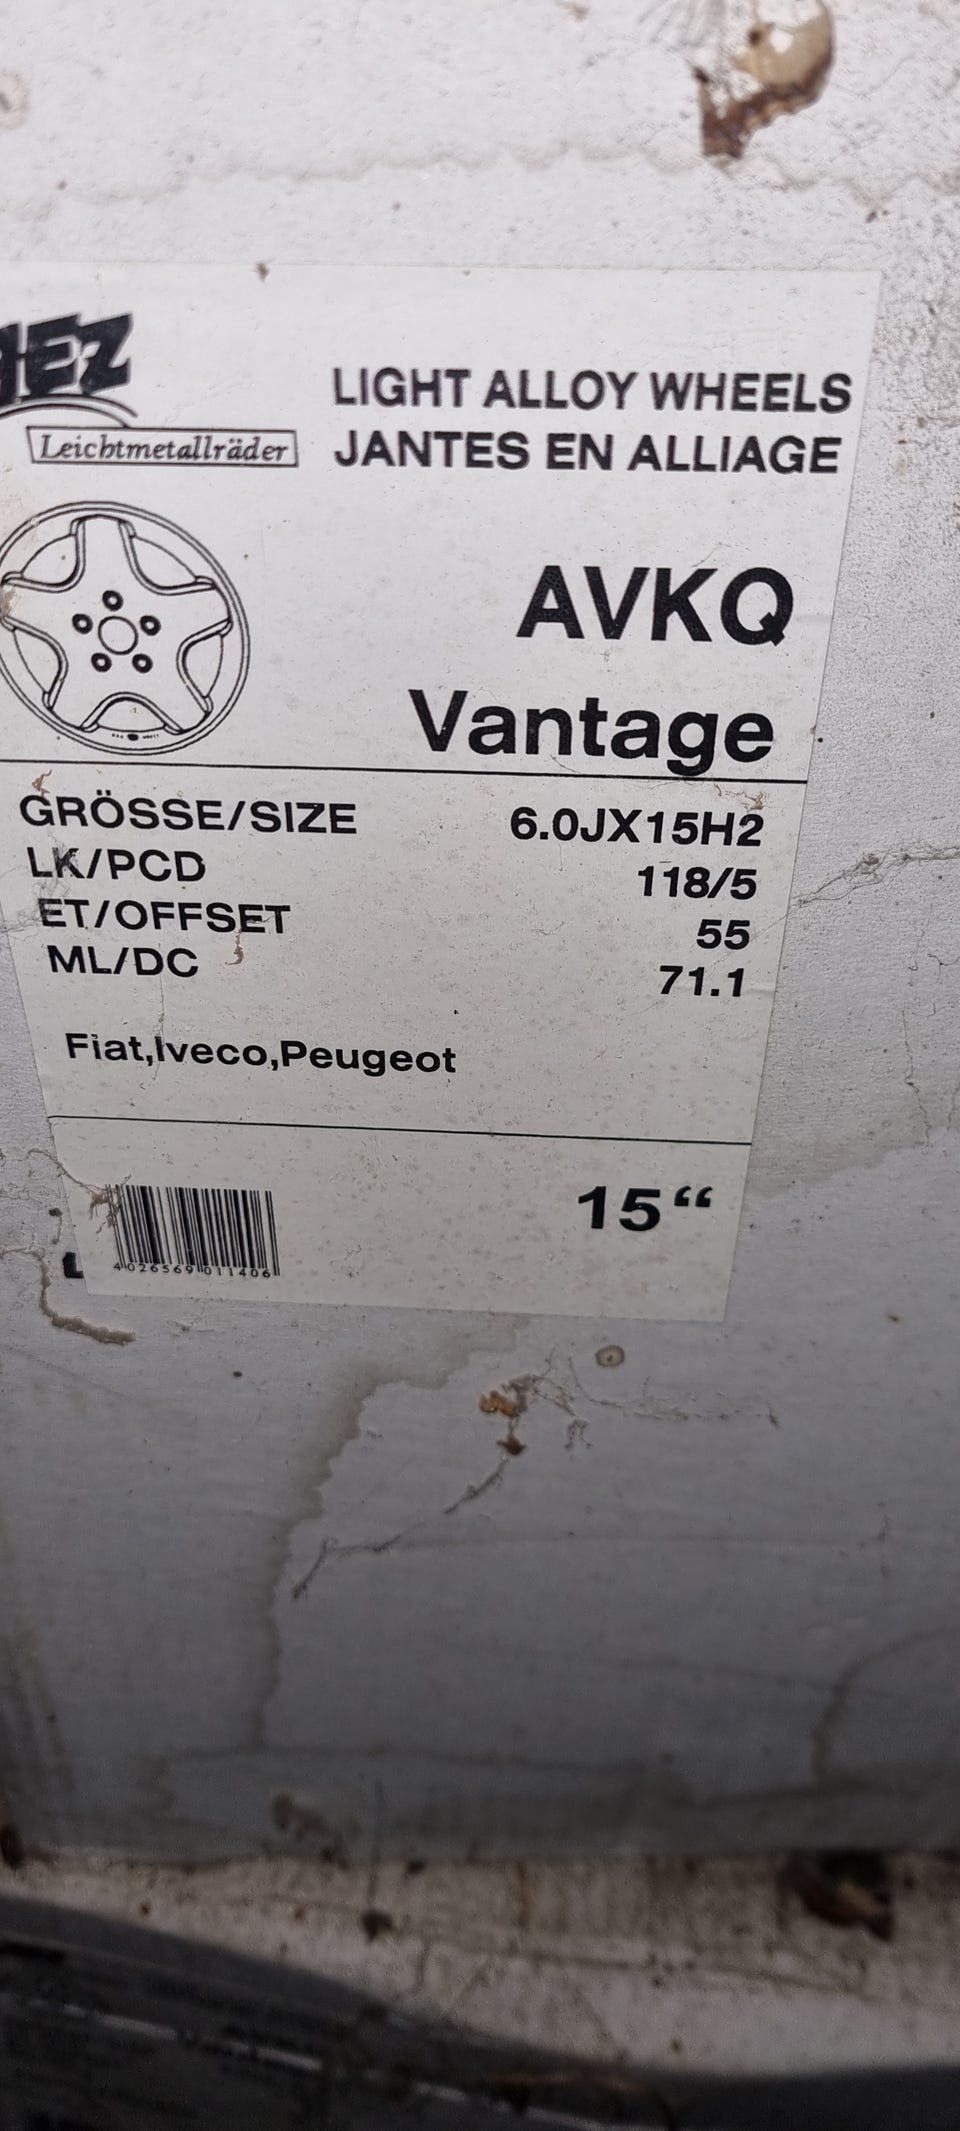 LIGHT ALLOY WHEELS
JANTES EN ALLIAGE
Leichtmetallräder
AVKQ
Vantage
GRÖSSE/SIZE 6.0JX15H2
LK/PCD 118/5
ET/OFFSET 55
ML/DC 71.1
Fiat,Iveco,Peugeot
15“
4026569011406